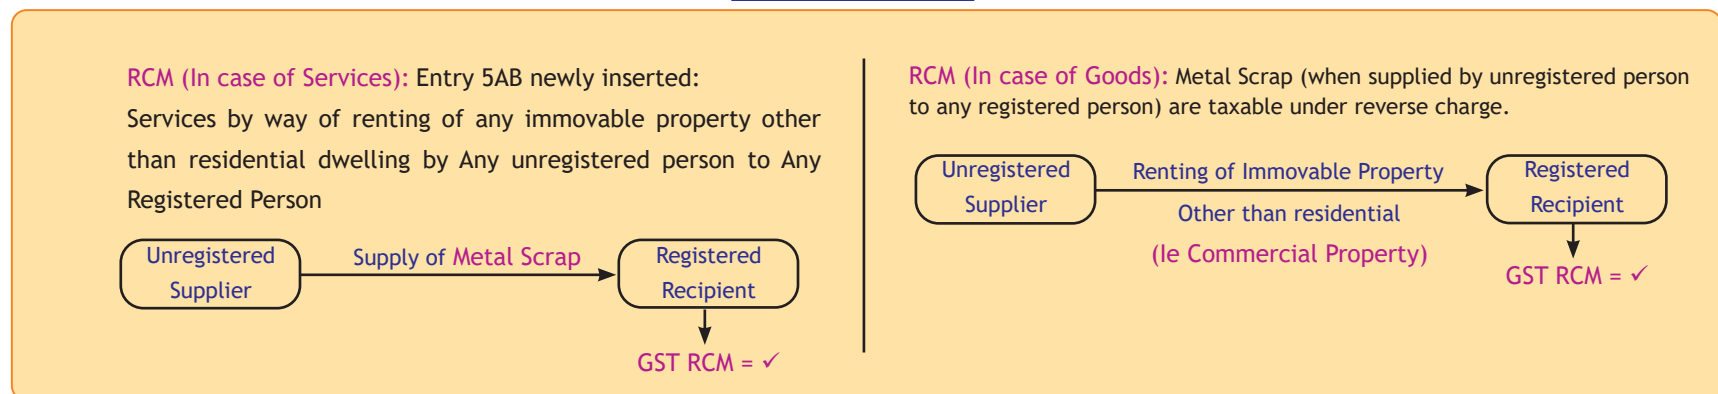 RCM (In case of Services): Entry 5AB newly inserted:
Services by way of renting of any immovable property other
than residential dwelling by Any unregistered person to Any
Registered Person
Unregistered
Supplier
Supply of Metal Scrap
Registered
Recipient
GST RCM = ✓
RCM (In case of Goods): Metal Scrap (when supplied by unregistered person
to any registered person) are taxable under reverse charge.
Unregistered
Supplier
Renting of Immovable Property
Other than residential
(Ie Commercial Property)
Registered
Recipient
GST RCM = ✓